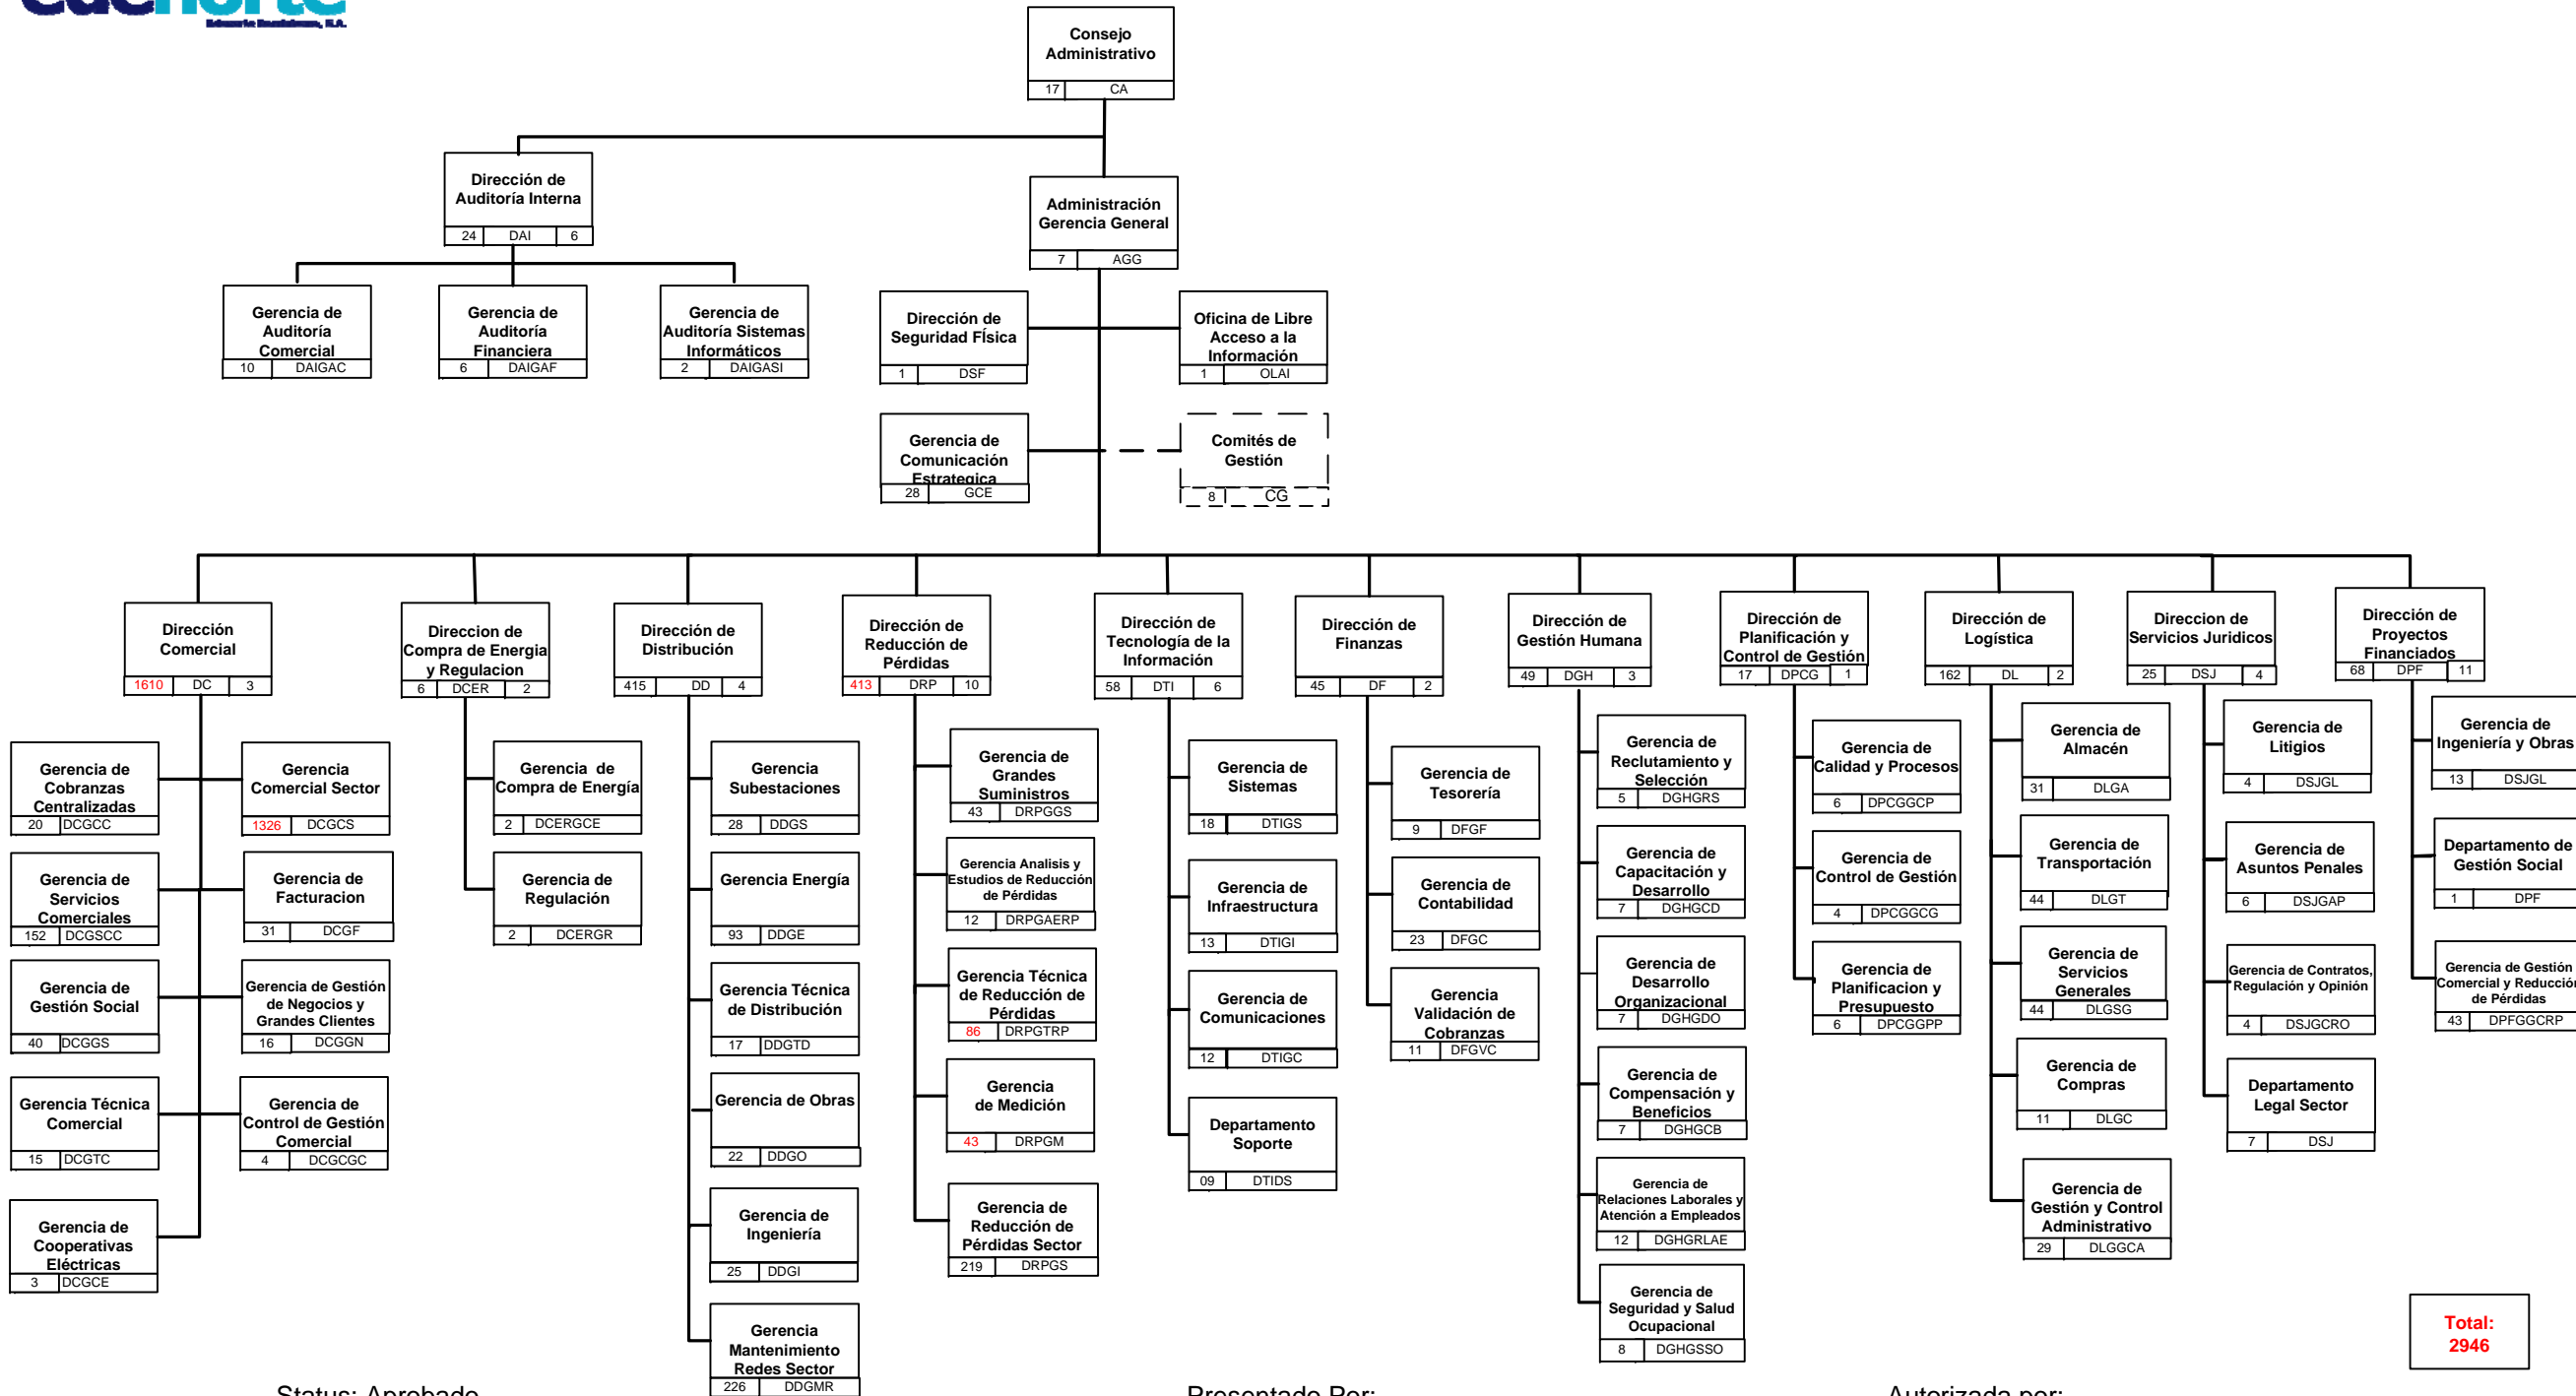 edenorte
Edenorte Dominicana, S.A.
Consejo
Administrativo
17 CA
Dirección de
Auditoría Interna
24 DAI 6
Administración
Gerencia General
7 AGG
Gerencia de
Auditoría
Comercial
10 DAIGAC
Gerencia de
Auditoría
Financiera
6 DAIGAF
Gerencia de
Auditoría Sistemas
Informáticos
2 DAIGASI
Dirección de
Seguridad FÍsica
1 DSF
Oficina de Libre
Acceso a la
Información
1 OLAI
Gerencia de
Comunicación
Estrategica
28 GCE
Comités de
Gestión
8 CG
Dirección
Comercial
1610 DC 3
Direccion de
Compra de Energia
y Regulacion
6 DCER 2
Dirección de
Distribución
415 DD 4
Dirección de
Reducción de
Pérdidas
413 DRP 10
Dirección de
Tecnología de la
Información
58 DTI 6
Dirección de
Finanzas
45 DF 2
Dirección de
Gestión Humana
49 DGH 3
Dirección de
Planificación y
Control de Gestión
17 DPCG 1
Dirección de
Logística
162 DL 2
Direccion de
Servicios Juridicos
25 DSJ 4
Dirección de
Proyectos
Financiados
68 DPF 11
Gerencia de
Cobranzas
Centralizadas
20 DCGCC
Gerencia
Comercial Sector
1326 DCGCS
Gerencia de
Servicios
Comerciales
152 DCGSCC
Gerencia de
Facturacion
31 DCGF
Gerencia de
Gestión Social
40 DCGGS
Gerencia de Gestión
de Negocios y
Grandes Clientes
16 DCGGN
Gerencia Técnica
Comercial
15 DCGTC
Gerencia de
Control de Gestión
Comercial
4 DCGCGC
Gerencia de
Cooperativas
Eléctricas
3 DCGCE
Gerencia de
Compra de Energía
2 DCERGCE
Gerencia de
Regulación
2 DCERGR
Gerencia
Subestaciones
28 DDGS
Gerencia Energía
93 DDGE
Gerencia Técnica
de Distribución
17 DDGTD
Gerencia de Obras
22 DDGO
Gerencia de
Ingeniería
25 DDGI
Gerencia
Mantenimiento
Redes Sector
226 DDGMR
Gerencia de
Grandes
Suministros
43 DRPGGS
Gerencia Analisis y
Estudios de Reducción
de Pérdidas
12 DRPGAERP
Gerencia Técnica
de Reducción de
Pérdidas
86 DRPGTRP
Gerencia
de Medición
43 DRPGM
Gerencia de
Reducción de
Pérdidas Sector
219 DRPGS
Gerencia de
Sistemas
18 DTIGS
Gerencia de
Infraestructura
13 DTIGI
Gerencia de
Comunicaciones
12 DTIGC
Departamento
Soporte
09 DTIDS
Gerencia de
Tesorería
9 DFGF
Gerencia de
Contabilidad
23 DFGC
Gerencia
Validación de
Cobranzas
11 DFGVC
Gerencia de
Reclutamiento y
Selección
5 DGHGRS
Gerencia de
Capacitación y
Desarrollo
7 DGHGCD
Gerencia de
Desarrollo
Organizacional
7 DGHGDO
Gerencia de
Compensación y
Beneficios
7 DGHGCB
Gerencia de
Relaciones Laborales y
Atención a Empleados
12 DGHGRLAE
Gerencia de
Seguridad y Salud
Ocupacional
8 DGHGSSO
Gerencia de
Calidad y Procesos
6 DPCGGCP
Gerencia de
Control de Gestión
4 DPCGGCG
Gerencia de
Planificacion y
Presupuesto
6 DPCGGPP
Gerencia de
Almacén
31 DLGA
Gerencia de
Transportación
44 DLGT
Gerencia de
Servicios
Generales
44 DLGSG
Gerencia de
Compras
11 DLGC
Gerencia de
Gestión y Control
Administrativo
29 DLGGCA
Gerencia de
Litigios
4 DSJGL
Gerencia de
Asuntos Penales
6 DSJGAP
Gerencia de Contratos,
Regulación y Opinión
4 DSJGCRO
Departamento
Legal Sector
7 DSJ
Gerencia de
Ingeniería y Obras
13 DSJGL
Departamento de
Gestión Social
1 DPF
Gerencia de Gestión
Comercial y Reducción
de Pérdidas
43 DPFGGCRP
Total:
2946
Status: Aprobado
Presentado Por:
Autorizada por: